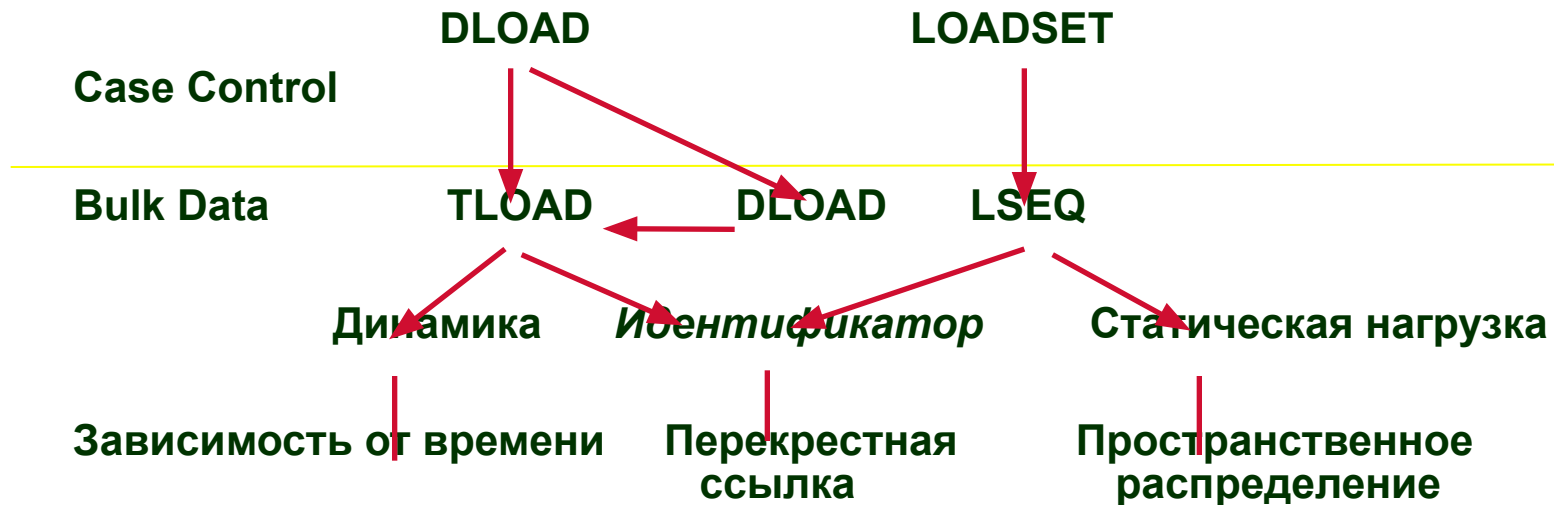 DLOAD LOADSET
Case Control
Bulk Data TLOAD DLOAD LSEQ
Динамика Идентификатор Статическая нагрузка
Зависимость от времени Перекрестная Пространственное
ссылка распределение